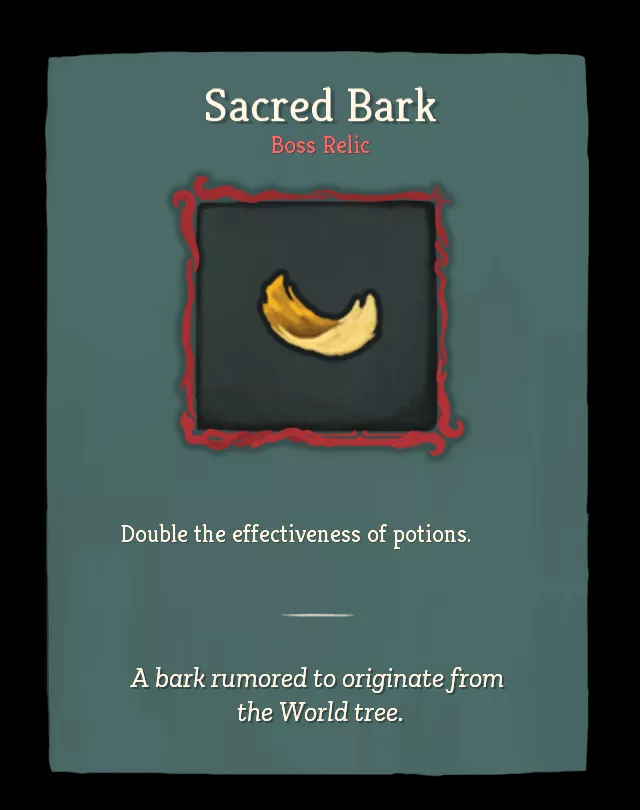 Sacred Bark
Boss Relic
Double the effectiveness of potions.
A bark rumored to originate from
the World tree.